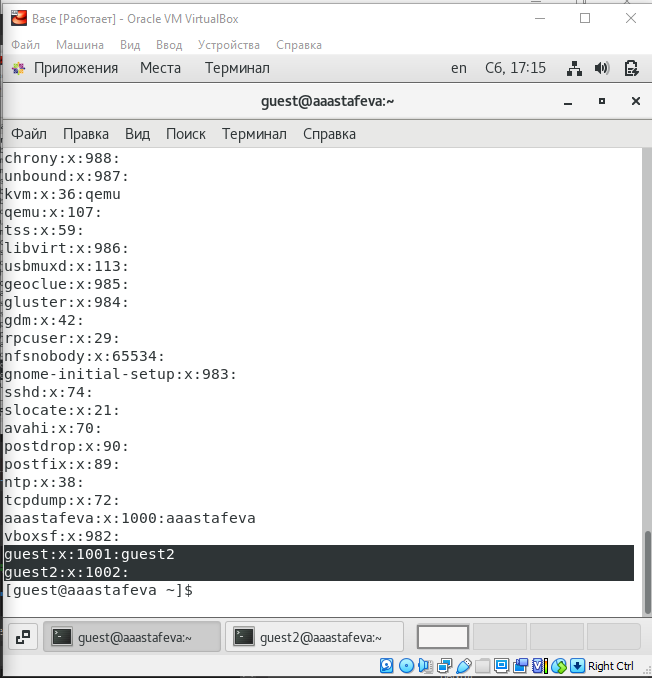 Base [Работает] - Oracle VM VirtualBox
Файл Машина Вид Ввод Устройства Справка
Приложения Места Терминал en Сб, 17:15
guest@aaastafeva:~
Файл Правка Вид Поиск Терминал Справка
chrony:x:988:
unbound:x:987:
kvm:x:36:qemu
qemu:x:107:
tss:x:59:
libvirt:x:986:
usbmuxd:x:113:
geoclue:x:985:
gluster:x:984:
gdm:x:42:
rpcuser:x:29:
nfsnobody:x:65534:
gnome-initial-setup:x:983:
sshd:x:74:
slocate:x:21:
avahi:x:70:
postdrop:x:90:
postfix:x:89:
ntp:x:38:
tcpdump:x:72:
aaastafeva:x:1000:aaastafeva
vboxsf:x:982:
guest:x:1001:guest2
guest2:x:1002:
[guest@aaastafeva ~]$
guest@aaastafeva:~ guest2@aaastafeva:~
Right Ctrl